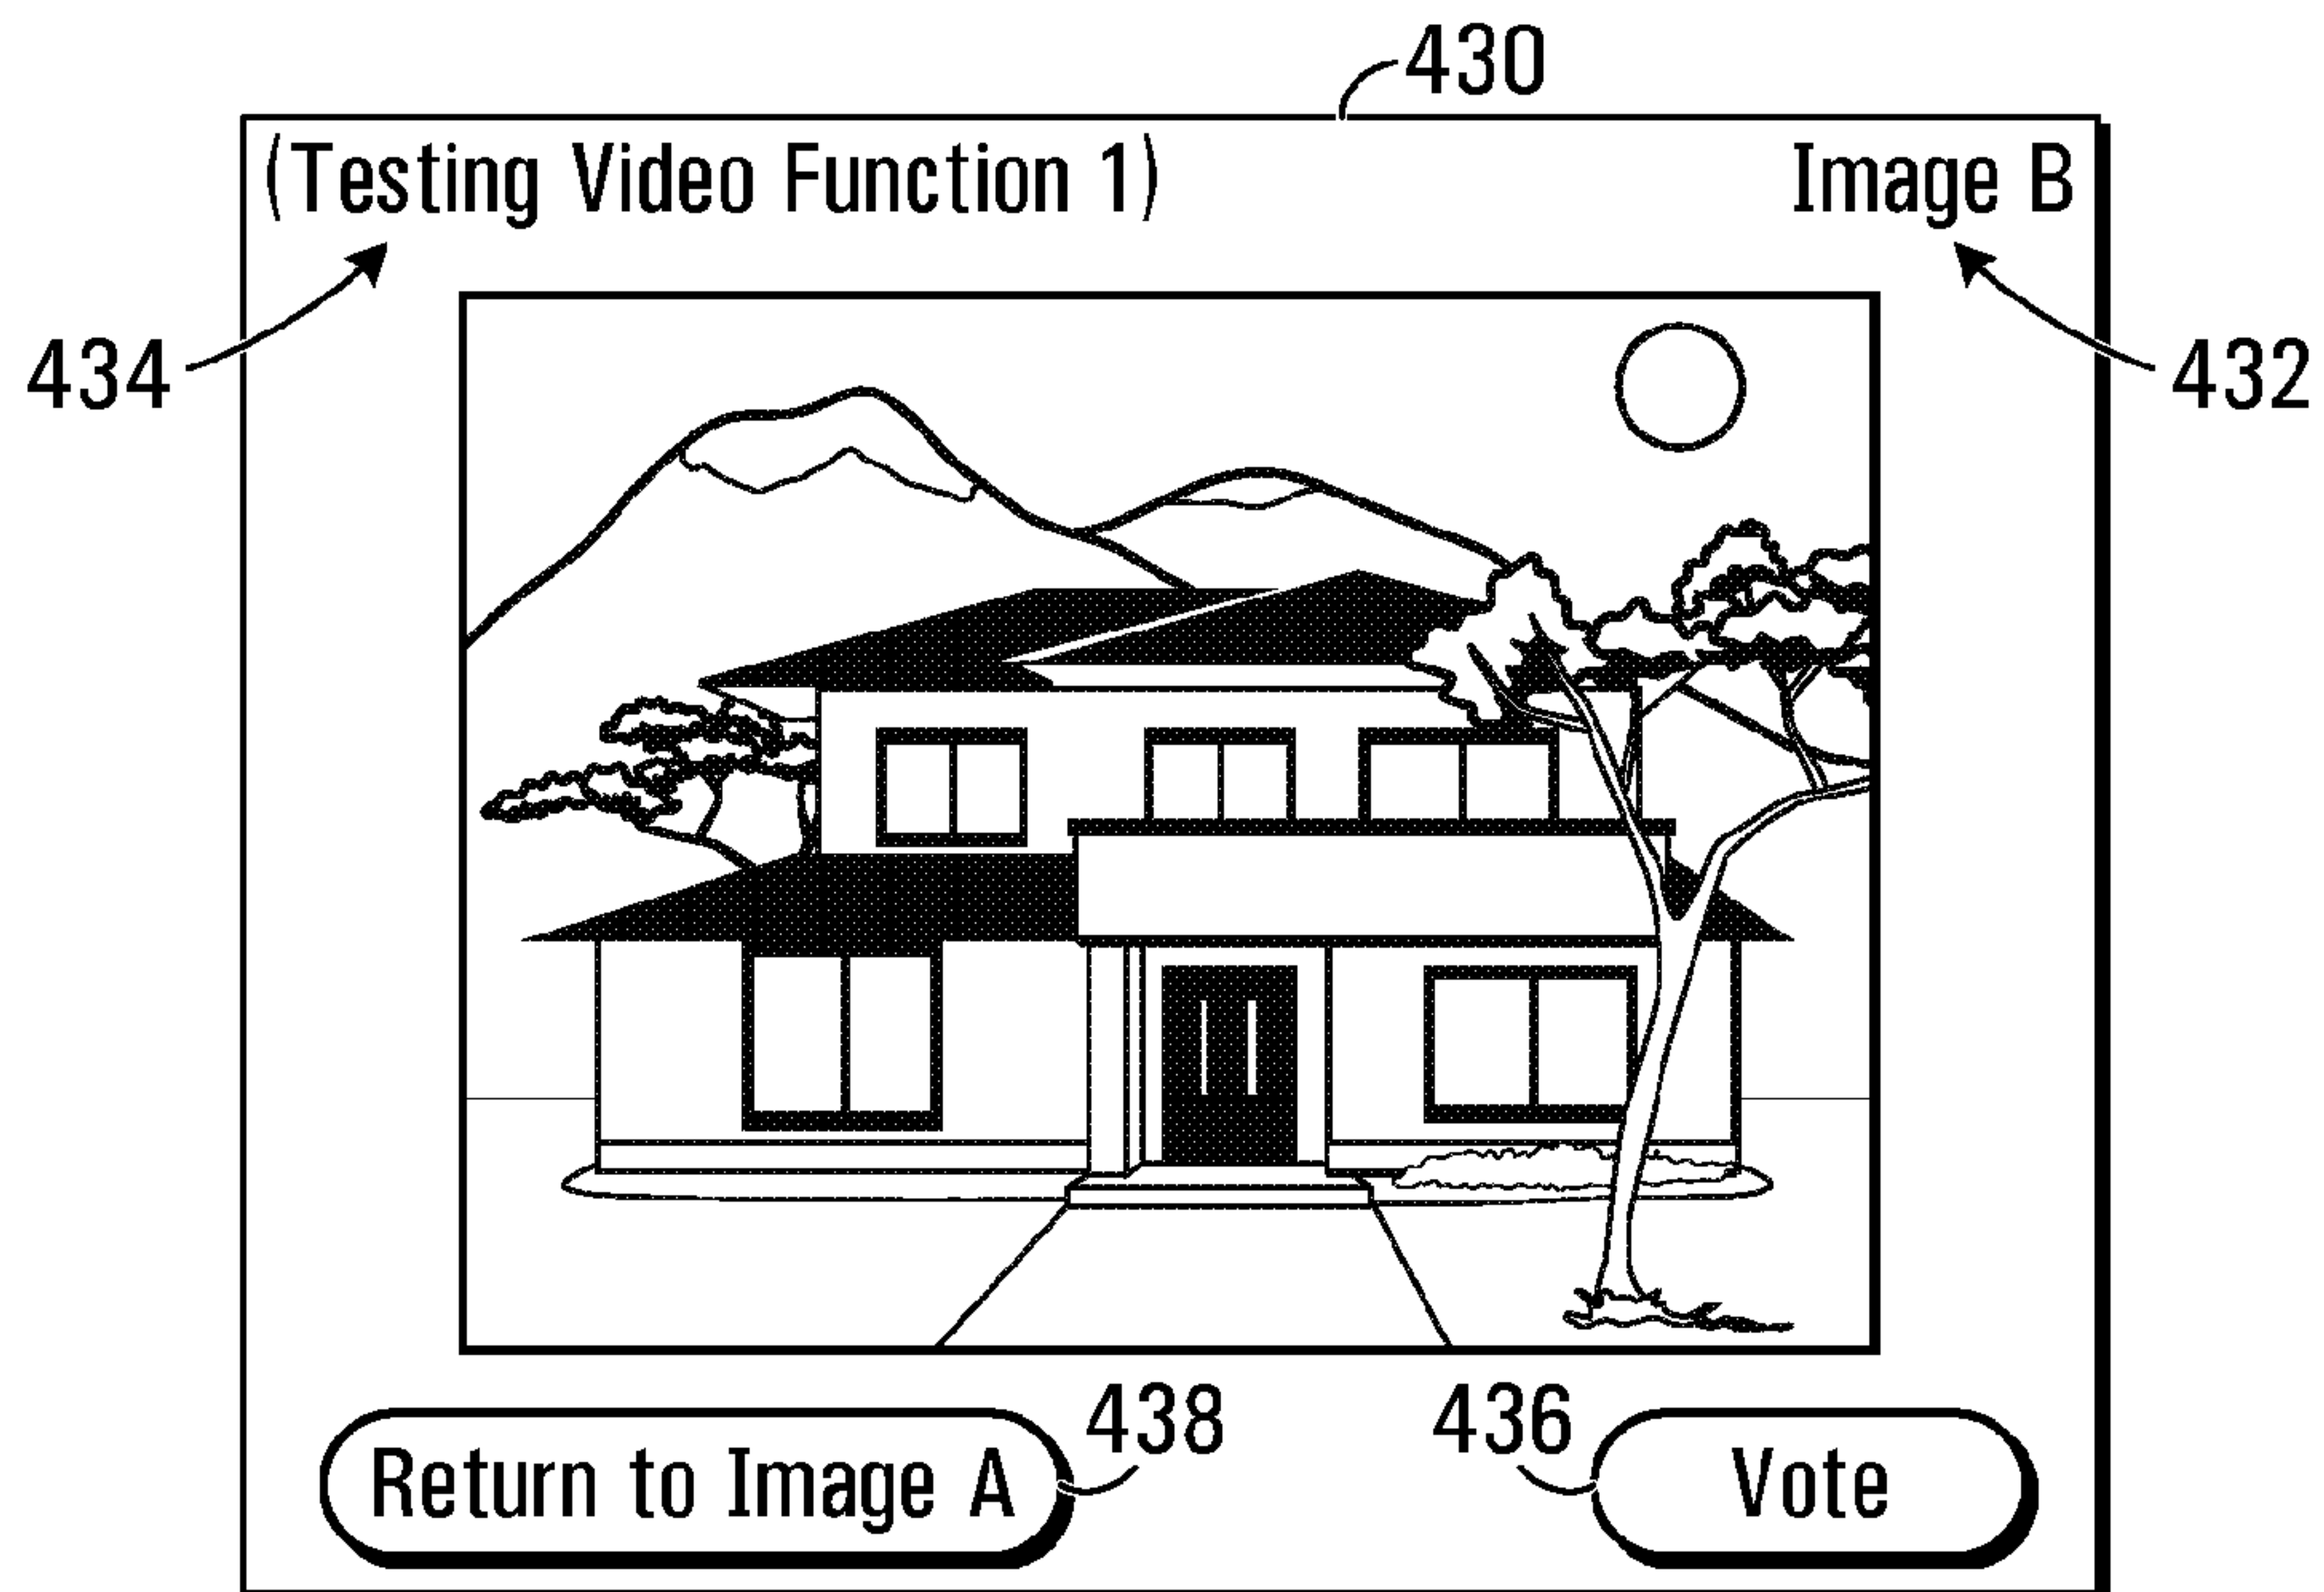 430
(Testing Video Function 1) Image B
434 432
438 436
Return to Image A Vote